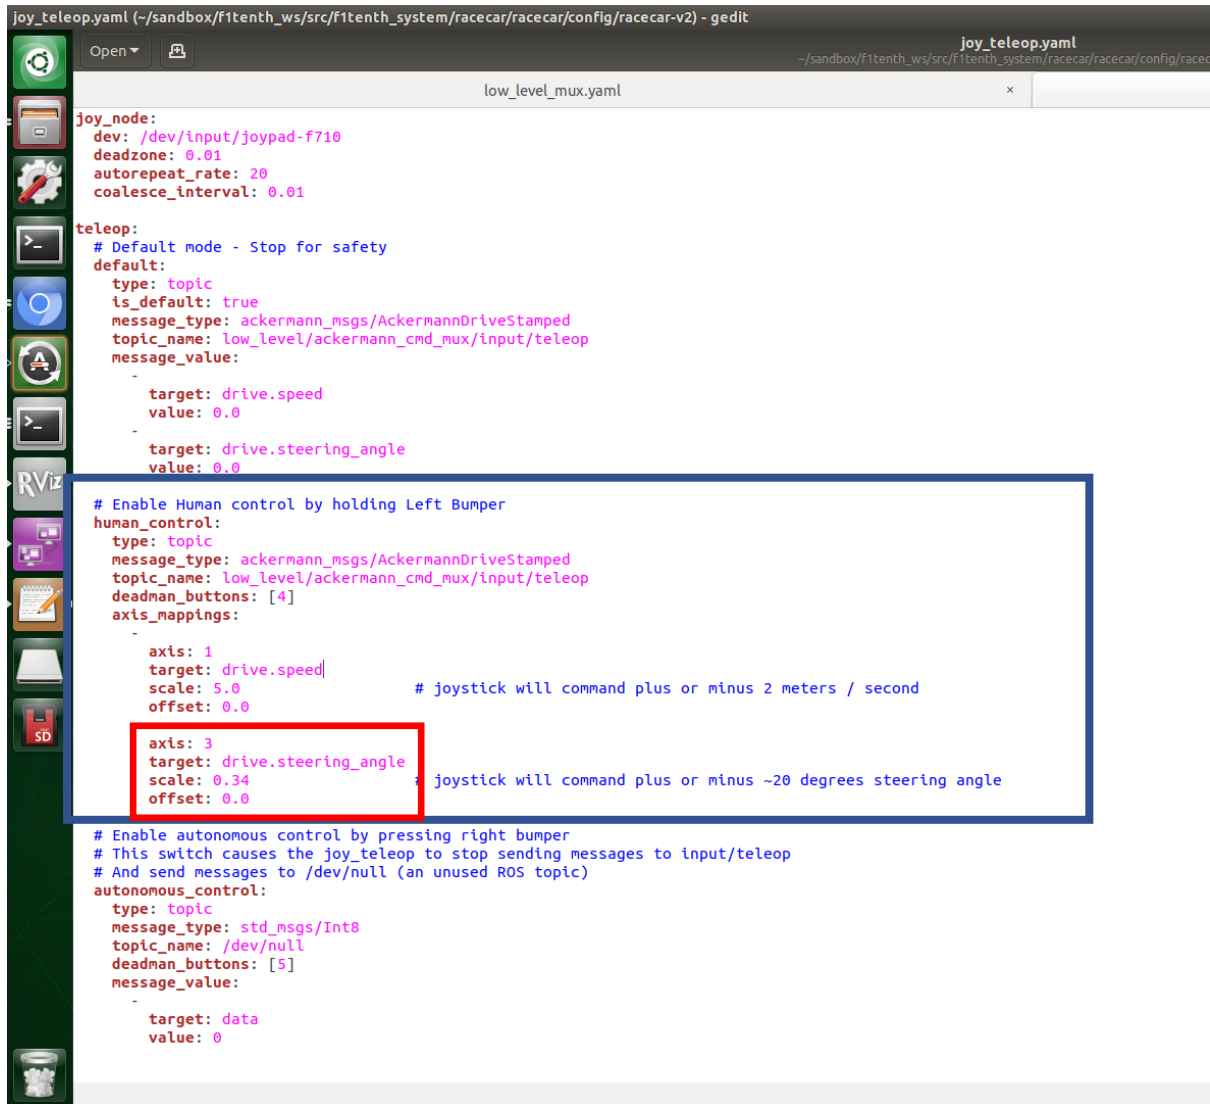 joy_teleop.yaml (~/sandbox/f1tenth_ws/src/f1tenth_system/racecar/racecar/config/racecar-v2) - gedit
Open
joy_teleop.yaml
~/sandbox/f1tenth_ws/src/f1tenth_system/racecar/racecar/config/racec
low_level_mux.yaml ×
joy_node:
  dev: /dev/input/joypad-f710
  deadzone: 0.01
  autorepeat_rate: 20
  coalesce_interval: 0.01
teleop:
  # Default mode - Stop for safety
  default:
    type: topic
    is_default: true
    message_type: ackermann_msgs/AckermannDriveStamped
    topic_name: low_level/ackermann_cmd_mux/input/teleop
    message_value:
      -
        target: drive.speed
        value: 0.0
      -
        target: drive.steering_angle
        value: 0.0
RViz
  # Enable Human control by holding Left Bumper
  human_control:
    type: topic
    message_type: ackermann_msgs/AckermannDriveStamped
    topic_name: low_level/ackermann_cmd_mux/input/teleop
    deadman_buttons: [4]
    axis_mappings:
      -
        axis: 1
        target: drive.speed
        scale: 5.0                   # joystick will command plus or minus 2 meters / second
        offset: 0.0
SD
        axis: 3
        target: drive.steering_angle
        scale: 0.34                  # joystick will command plus or minus ~20 degrees steering angle
        offset: 0.0
  # Enable autonomous control by pressing right bumper
  # This switch causes the joy_teleop to stop sending messages to input/teleop
  # And send messages to /dev/null (an unused ROS topic)
  autonomous_control:
    type: topic
    message_type: std_msgs/Int8
    topic_name: /dev/null
    deadman_buttons: [5]
    message_value:
      -
        target: data
        value: 0